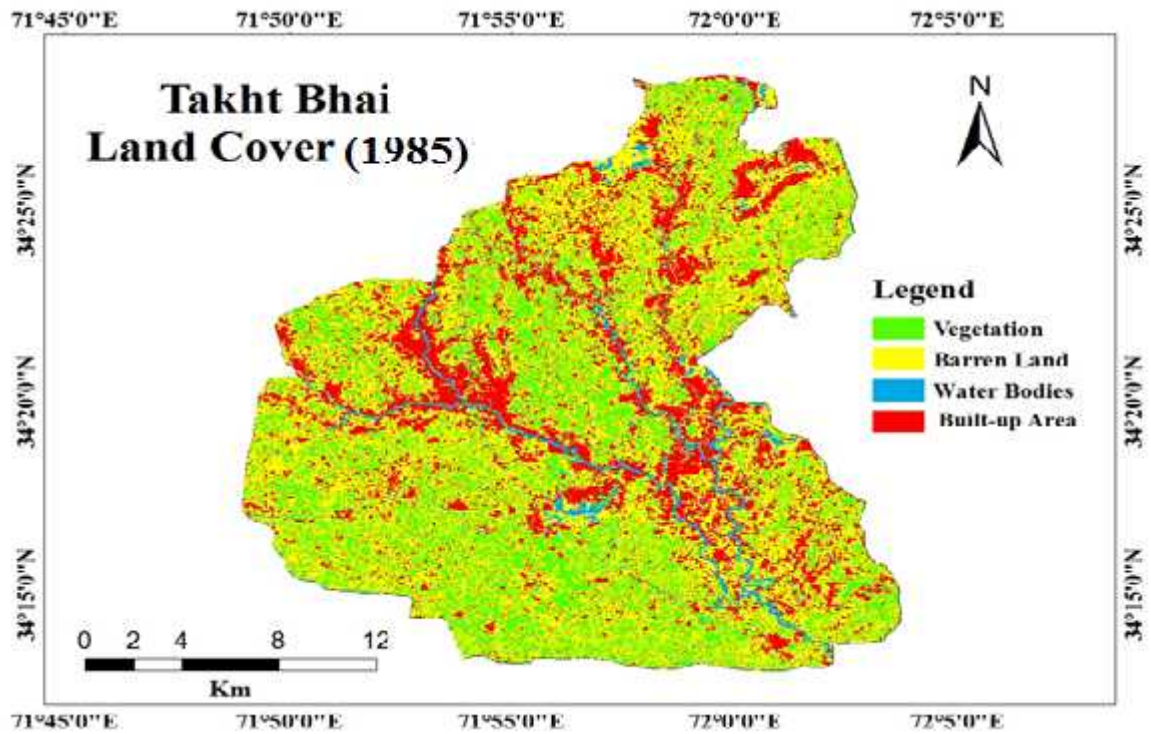 71°45'0"E 71°50'0"E 71°55'0"E 72°0'0"E 72°5'0"E
Takht Bhai
Land Cover (1985)
N
34°25'0"N 34°25'0"N
Legend
Vegetation
Barren Land
Water Bodies
Built-up Area
34°20'0"N 34°20'0"N
34°15'0"N 34°15'0"N
0 2 4 8 12
Km
71°45'0"E 71°50'0"E 71°55'0"E 72°0'0"E 72°5'0"E